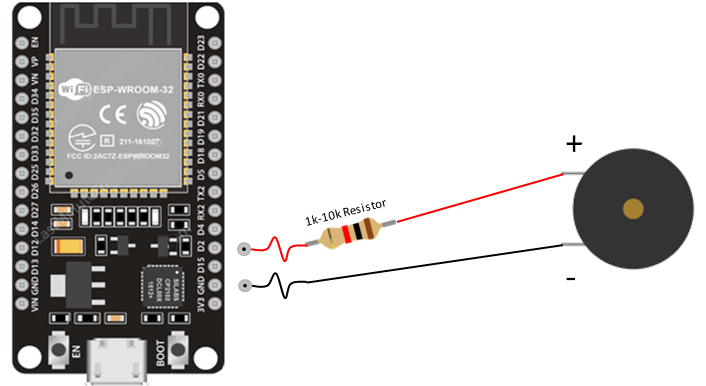 EN
VP
VN
D34
D35
D32
D33
D25
D26
D27
D14
D12
D13
GND
VIN
D23
D22
TX0
RX0
D21
D19
D18
D5
TX2
RX2
D4
D2
D15
GND
3V3
WiFi ESP-WROOM-32
CE
R 211-161007
FCC ID:2AC7Z-ESPWROOM32
SILABS
CP2102
EN
BOOT
1k-10k Resistor
+
-